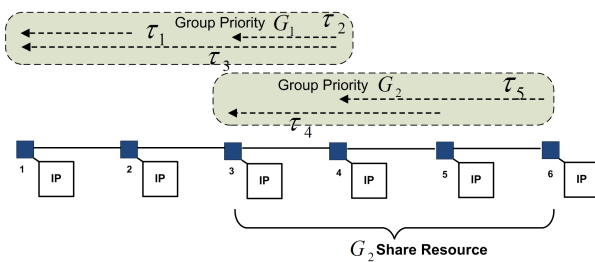 Group Priority G₁ τ₂
τ₁
τ₃
Group Priority G₂ τ₅
τ₄
1 2 3 4 5 6
IP IP IP IP IP IP
G₂ Share Resource